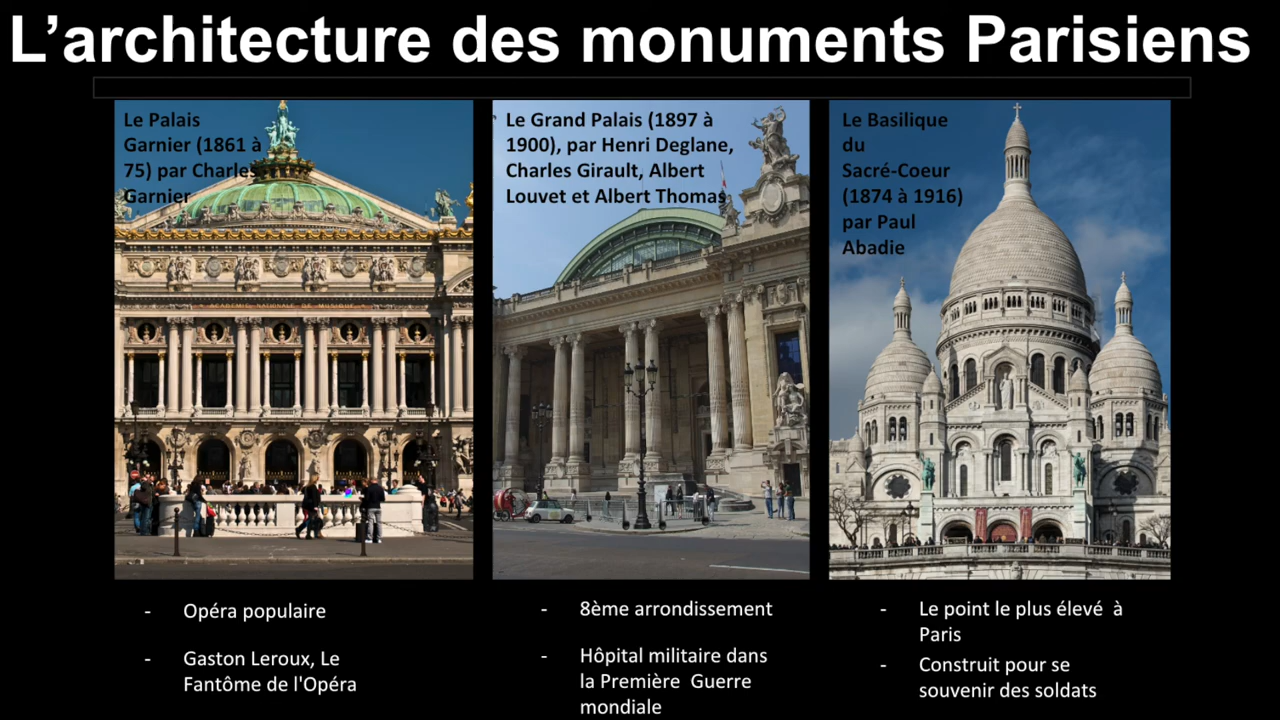 L’architecture des monuments Parisiens
Le Palais
Garnier (1861 à
75) par Charles
Garnier
Le Grand Palais (1897 à
1900), par Henri Deglane,
Charles Girault, Albert
Louvet et Albert Thomas
Le Basilique
du
Sacré-Coeur
(1874 à 1916)
par Paul
Abadie
- Opéra populaire
- Gaston Leroux, Le
Fantôme de l'Opéra
- 8ème arrondissement
- Hôpital militaire dans
la Première Guerre
mondiale
- Le point le plus élevé à
Paris
- Construit pour se
souvenir des soldats